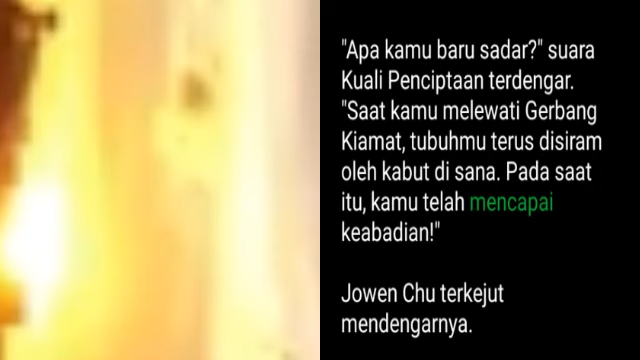 "Apa kamu baru sadar?" suara
Kuali Penciptaan terdengar.
"Saat kamu melewati Gerbang
Kiamat, tubuhmu terus disiram
oleh kabut di sana. Pada saat
itu, kamu telah mencapai
keabadian!"
Jowen Chu terkejut
mendengarnya.